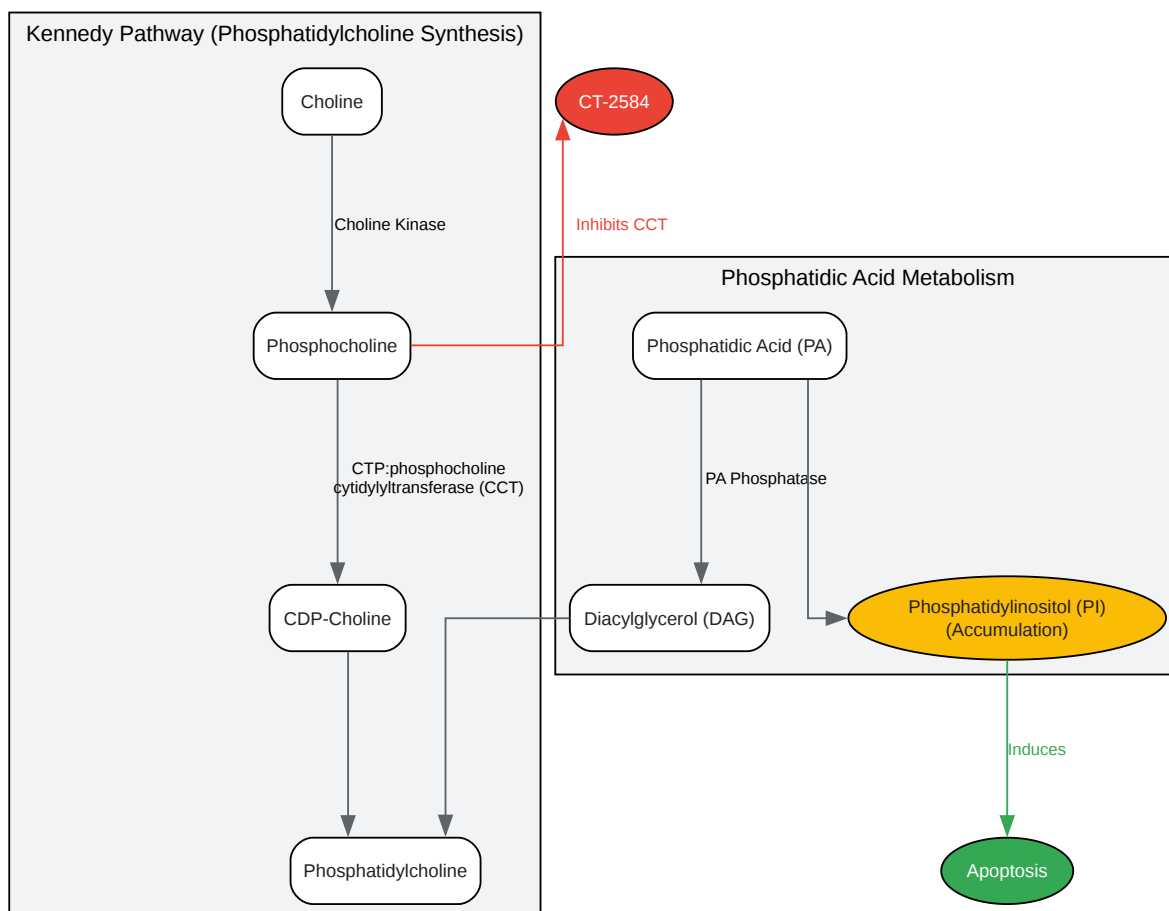 Kennedy Pathway (Phosphatidylcholine Synthesis)
Choline
CT-2584
Choline Kinase
Inhibits CCT
Phosphatidic Acid Metabolism
Phosphocholine
Phosphatidic Acid (PA)
CTP:phosphocholine
cytidylyltransferase (CCT)
PA Phosphatase
CDP-Choline
Diacylglycerol (DAG)
Phosphatidylinositol (PI)
(Accumulation)
Induces
Phosphatidylcholine
Apoptosis